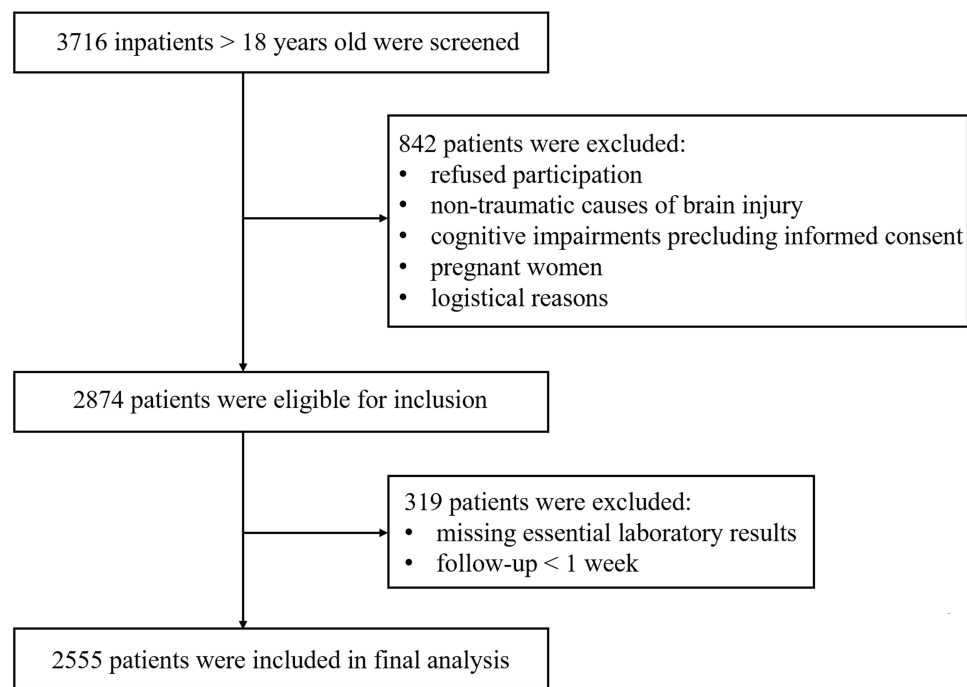 3716 inpatients > 18 years old were screened
842 patients were excluded:
• refused participation
• non-traumatic causes of brain injury
• cognitive impairments precluding informed consent
• pregnant women
• logistical reasons
2874 patients were eligible for inclusion
319 patients were excluded:
• missing essential laboratory results
• follow-up < 1 week
2555 patients were included in final analysis